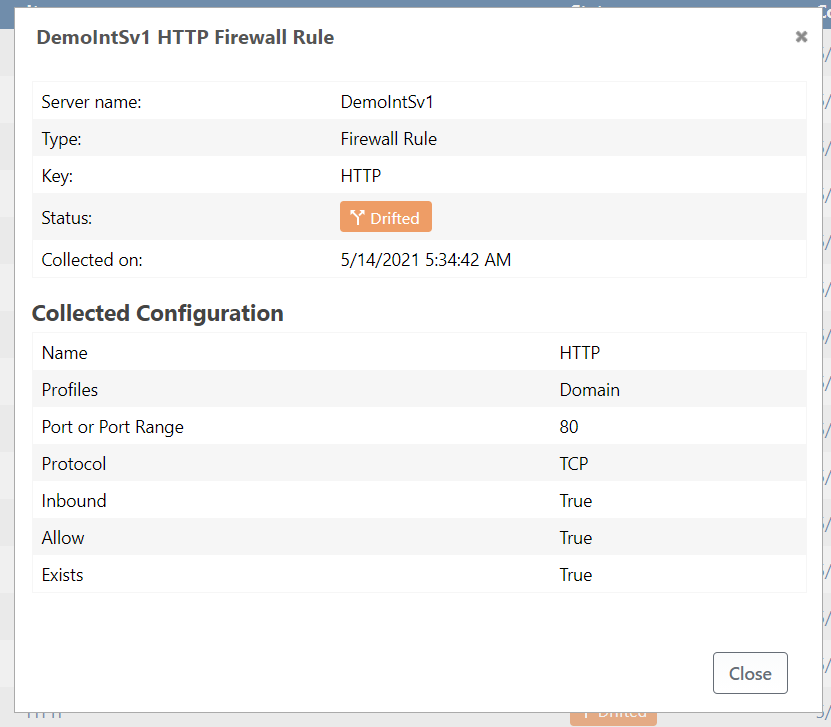 DemoIntSv1 HTTP Firewall Rule
Server name: DemoIntSv1
Type: Firewall Rule
Key: HTTP
Status: Drifted
Collected on: 5/14/2021 5:34:42 AM
Collected Configuration
Name HTTP
Profiles Domain
Port or Port Range 80
Protocol TCP
Inbound True
Allow True
Exists True
Close